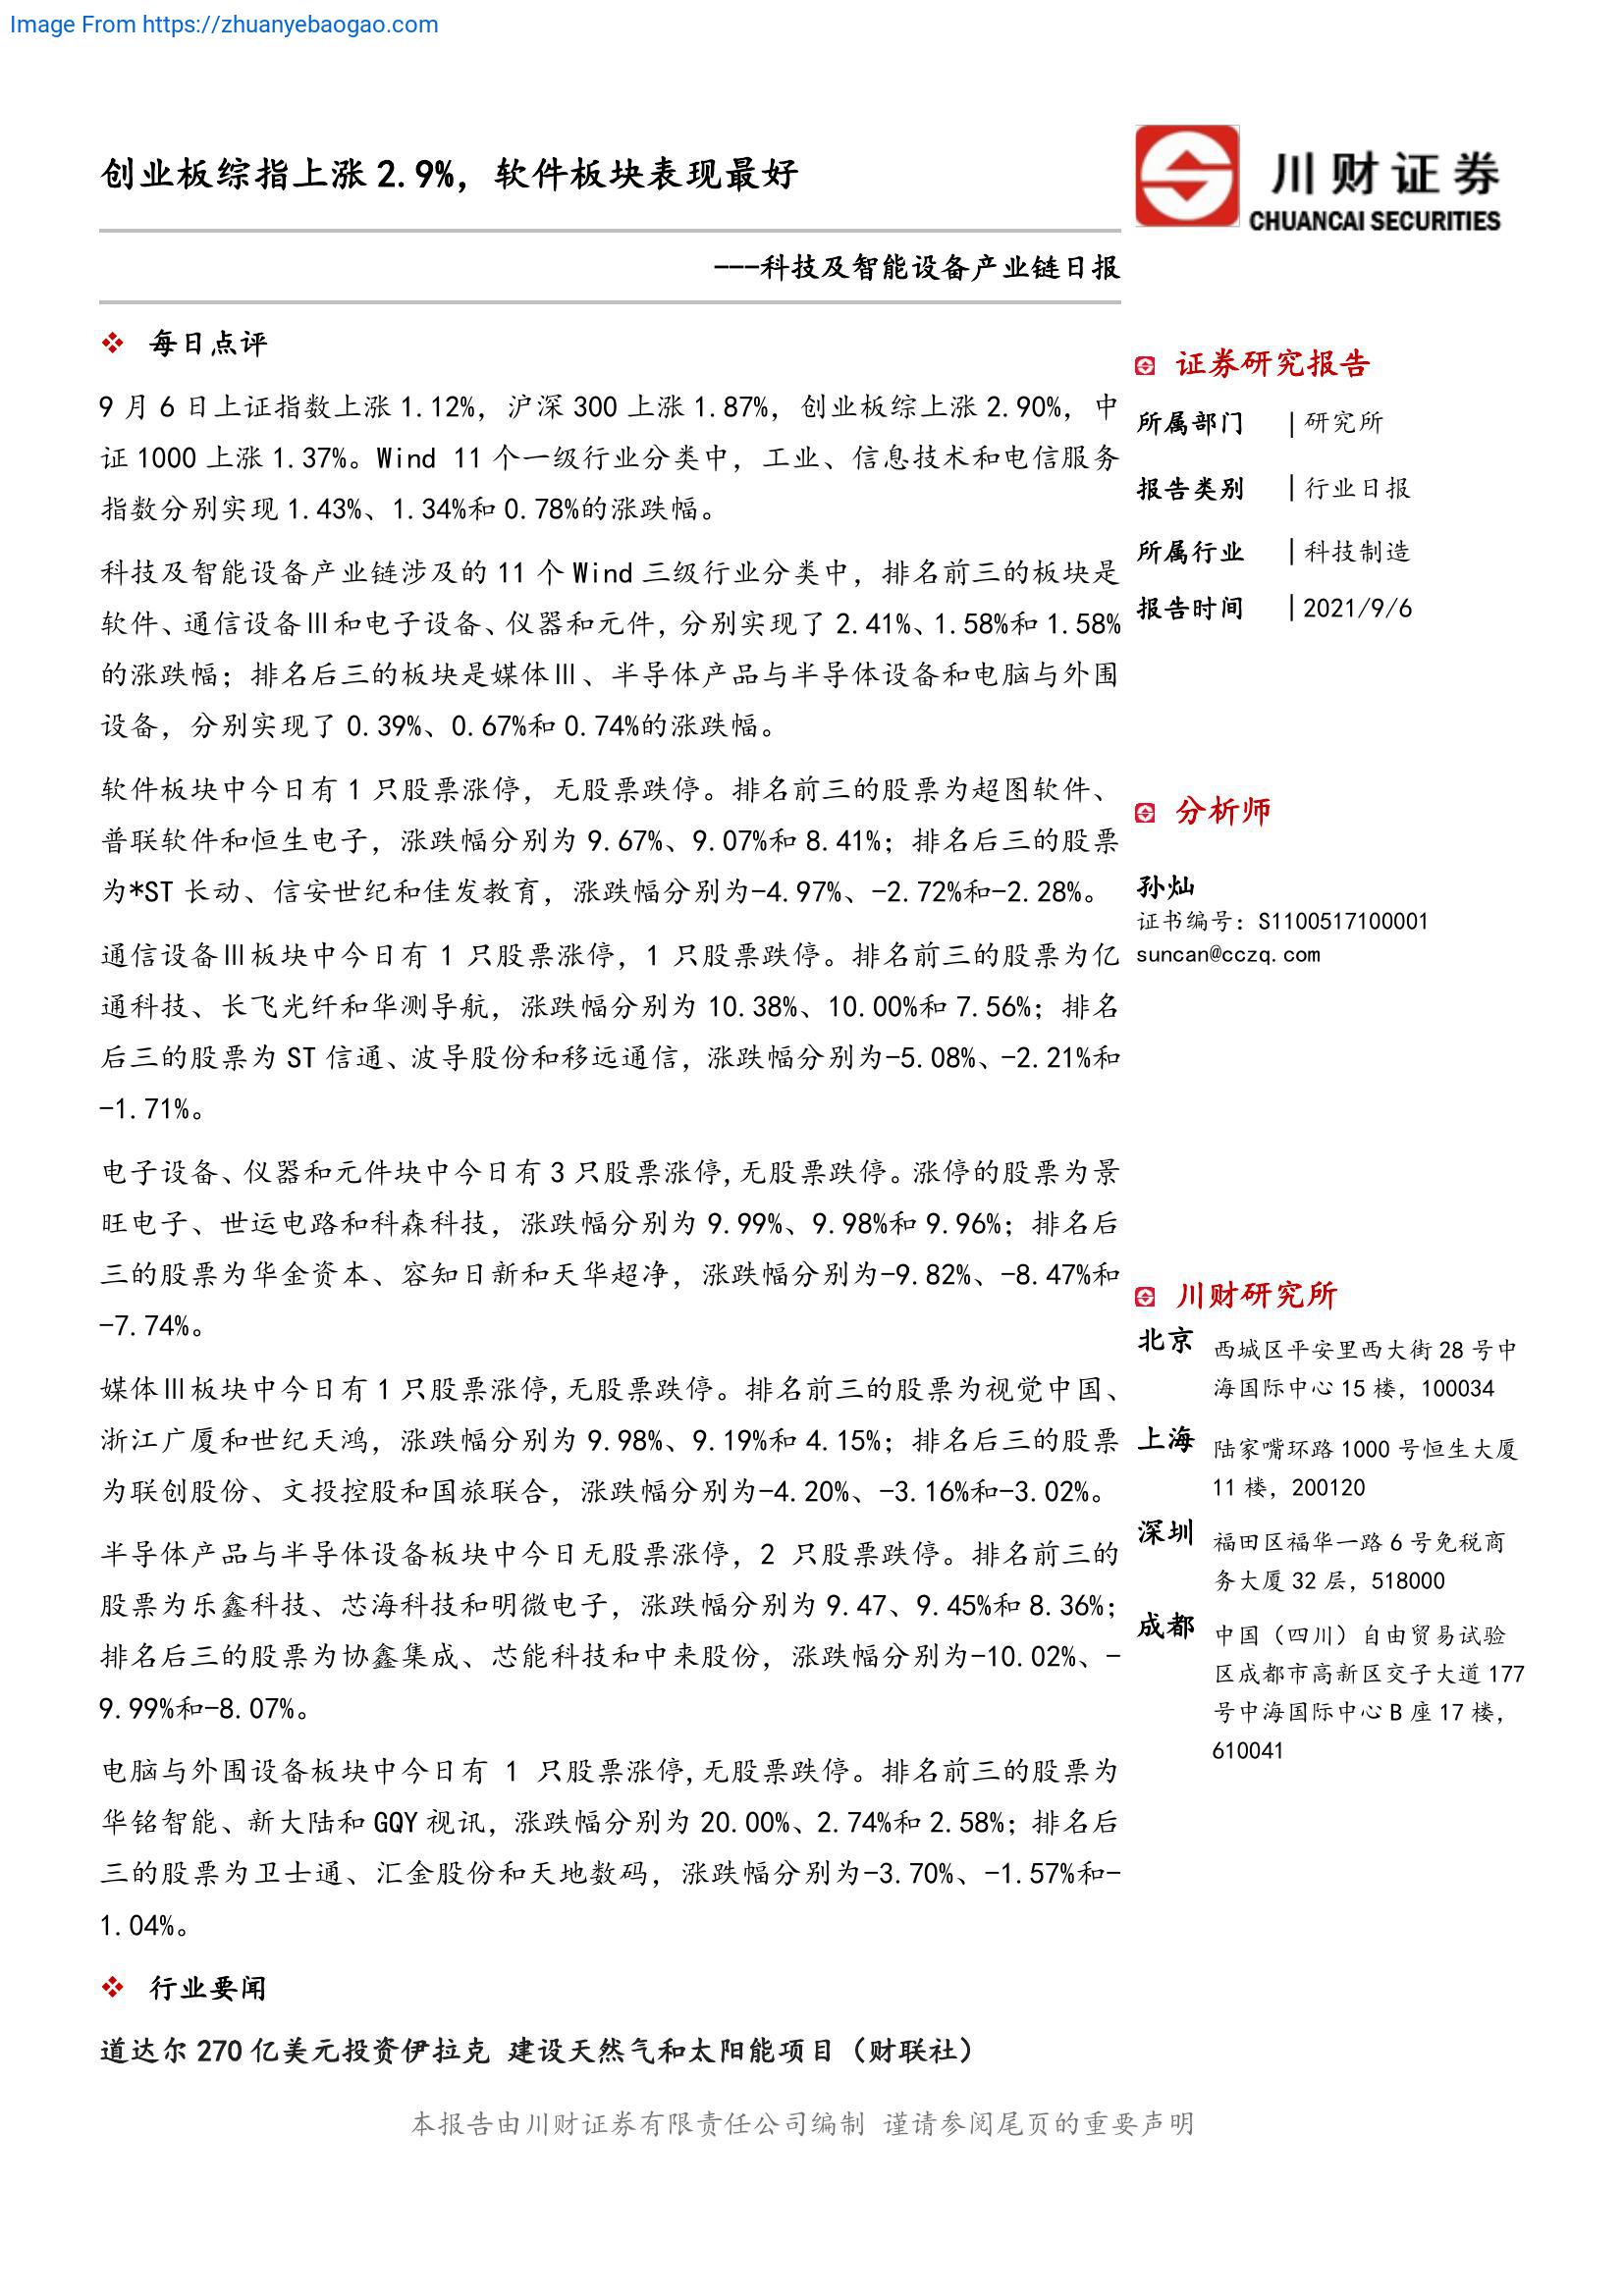 Image From https://zhuanyebaogao.com
创业板综指上涨 2.9%，软件板块表现最好
---科技及智能设备产业链日报
川财证券
CHUANCAI SECURITIES
每日点评
9 月 6 日上证指数上涨 1.12%，沪深 300 上涨 1.87%，创业板综上涨 2.90%，中
证 1000 上涨 1.37%。Wind 11 个一级行业分类中，工业、信息技术和电信服务
指数分别实现 1.43%、1.34%和 0.78%的涨跌幅。
科技及智能设备产业链涉及的 11 个 Wind 三级行业分类中，排名前三的板块是
软件、通信设备Ⅲ和电子设备、仪器和元件，分别实现了 2.41%、1.58%和 1.58%
的涨跌幅；排名后三的板块是媒体Ⅲ、半导体产品与半导体设备和电脑与外围
设备，分别实现了 0.39%、0.67%和 0.74%的涨跌幅。
软件板块中今日有 1 只股票涨停，无股票跌停。排名前三的股票为超图软件、
普联软件和恒生电子，涨跌幅分别为 9.67%、9.07%和 8.41%；排名后三的股票
为*ST 长动、信安世纪和佳发教育，涨跌幅分别为-4.97%、-2.72%和-2.28%。
通信设备Ⅲ板块中今日有 1 只股票涨停，1 只股票跌停。排名前三的股票为亿
通科技、长飞光纤和华测导航，涨跌幅分别为 10.38%、10.00%和 7.56%；排名
后三的股票为 ST 信通、波导股份和移远通信，涨跌幅分别为-5.08%、-2.21%和
-1.71%。
电子设备、仪器和元件块中今日有 3 只股票涨停,无股票跌停。涨停的股票为景
旺电子、世运电路和科森科技，涨跌幅分别为 9.99%、9.98%和 9.96%；排名后
三的股票为华金资本、容知日新和天华超净，涨跌幅分别为-9.82%、-8.47%和
-7.74%。
媒体Ⅲ板块中今日有 1 只股票涨停,无股票跌停。排名前三的股票为视觉中国、
浙江广厦和世纪天鸿，涨跌幅分别为 9.98%、9.19%和 4.15%；排名后三的股票
为联创股份、文投控股和国旅联合，涨跌幅分别为-4.20%、-3.16%和-3.02%。
半导体产品与半导体设备板块中今日无股票涨停，2 只股票跌停。排名前三的
股票为乐鑫科技、芯海科技和明微电子，涨跌幅分别为 9.47、9.45%和 8.36%；
排名后三的股票为协鑫集成、芯能科技和中来股份，涨跌幅分别为-10.02%、-
9.99%和-8.07%。
电脑与外围设备板块中今日有 1 只股票涨停,无股票跌停。排名前三的股票为
华铭智能、新大陆和 GQY 视讯，涨跌幅分别为 20.00%、2.74%和 2.58%；排名后
三的股票为卫士通、汇金股份和天地数码，涨跌幅分别为-3.70%、-1.57%和-
1.04%。
行业要闻
道达尔 270 亿美元投资伊拉克 建设天然气和太阳能项目（财联社）
证券研究报告
所属部门 | 研究所
报告类别 | 行业日报
所属行业 | 科技制造
报告时间 | 2021/9/6
分析师
孙灿
证书编号：S1100517100001
suncan@cczq.com
川财研究所
北京 西城区平安里西大街 28 号中
海国际中心 15 楼，100034
上海 陆家嘴环路 1000 号恒生大厦
11 楼，200120
深圳 福田区福华一路 6 号免税商
务大厦 32 层，518000
成都 中国（四川）自由贸易试验
区成都市高新区交子大道 177
号中海国际中心 B 座 17 楼，
610041
本报告由川财证券有限责任公司编制 谨请参阅尾页的重要声明